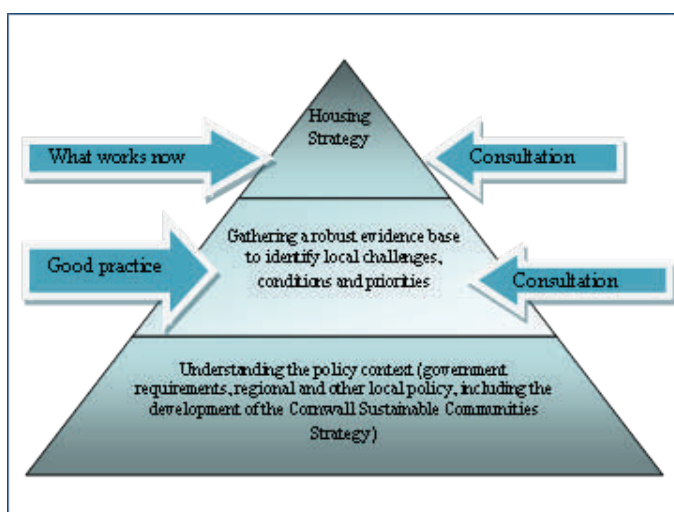 Housing
Strategy
What works now
Consultation
Gathering a robust evidence base
to identify local challenges,
conditions and priorities
Good practice
Consultation
Understanding the policy context (government
requirements, regional and other local policy, including the
development of the Cornwall Sustainable Communities
Strategy)